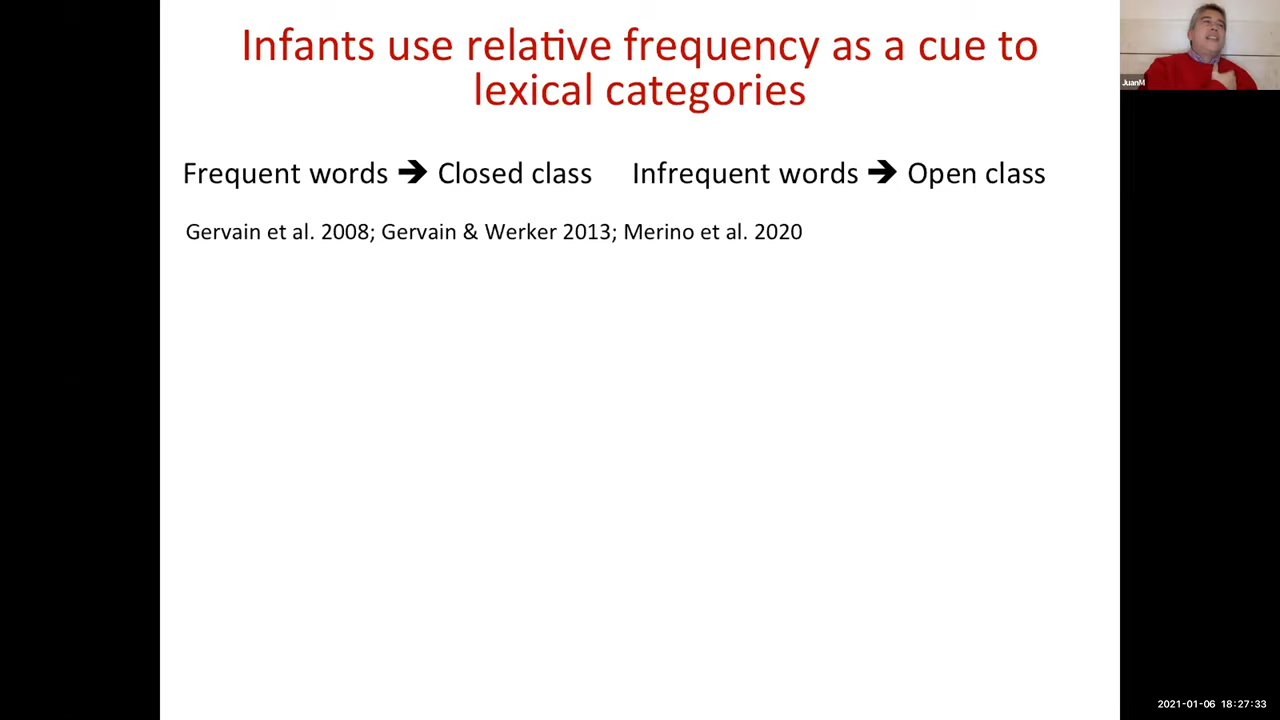 Infants use relative frequency as a cue to
lexical categories
JuanM
Frequent words ➔ Closed class Infrequent words ➔ Open class
Gervain et al. 2008; Gervain & Werker 2013; Merino et al. 2020
2021-01-06 18:27:33